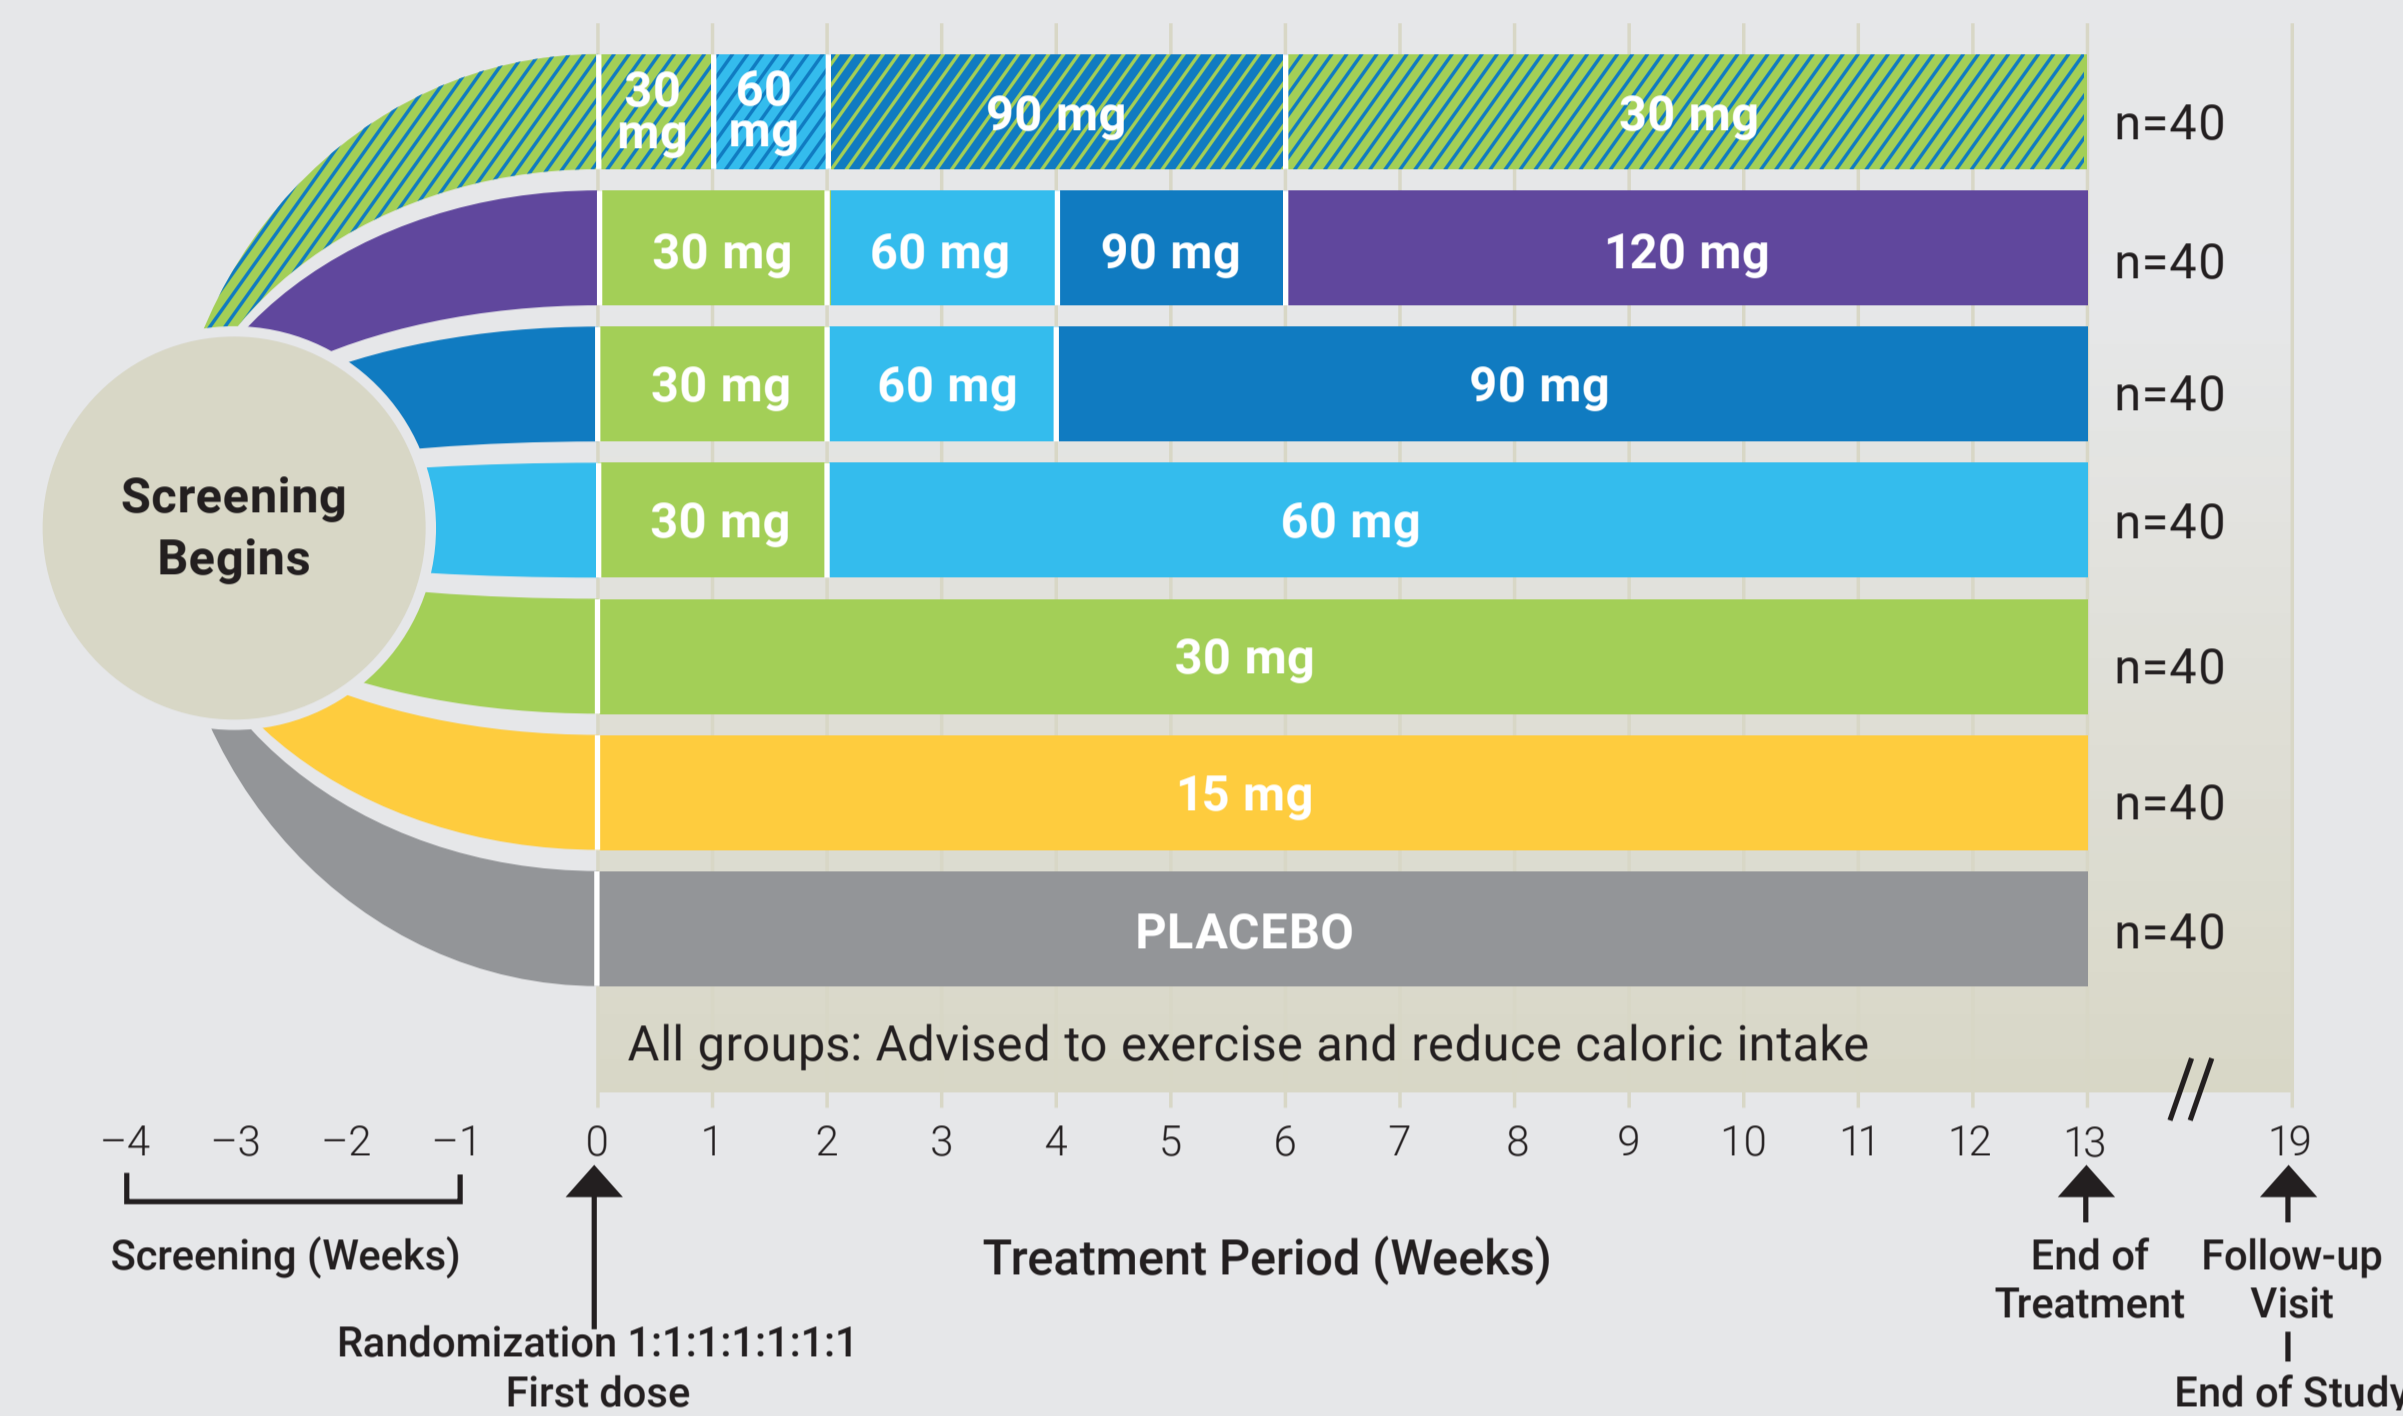 30
mg
60
mg
90 mg
30 mg
n=40
30 mg
60 mg
90 mg
120 mg
n=40
30 mg
60 mg
90 mg
n=40
Screening
Begins
30 mg
60 mg
n=40
30 mg
n=40
15 mg
n=40
PLACEBO
n=40
All groups: Advised to exercise and reduce caloric intake
–4 –3 –2 –1 0 1 2 3 4 5 6 7 8 9 10 11 12 13 19
Screening (Weeks)
Treatment Period (Weeks)
End of
Treatment
Follow-up
Visit
Randomization 1:1:1:1:1:1:1
First dose
End of Study